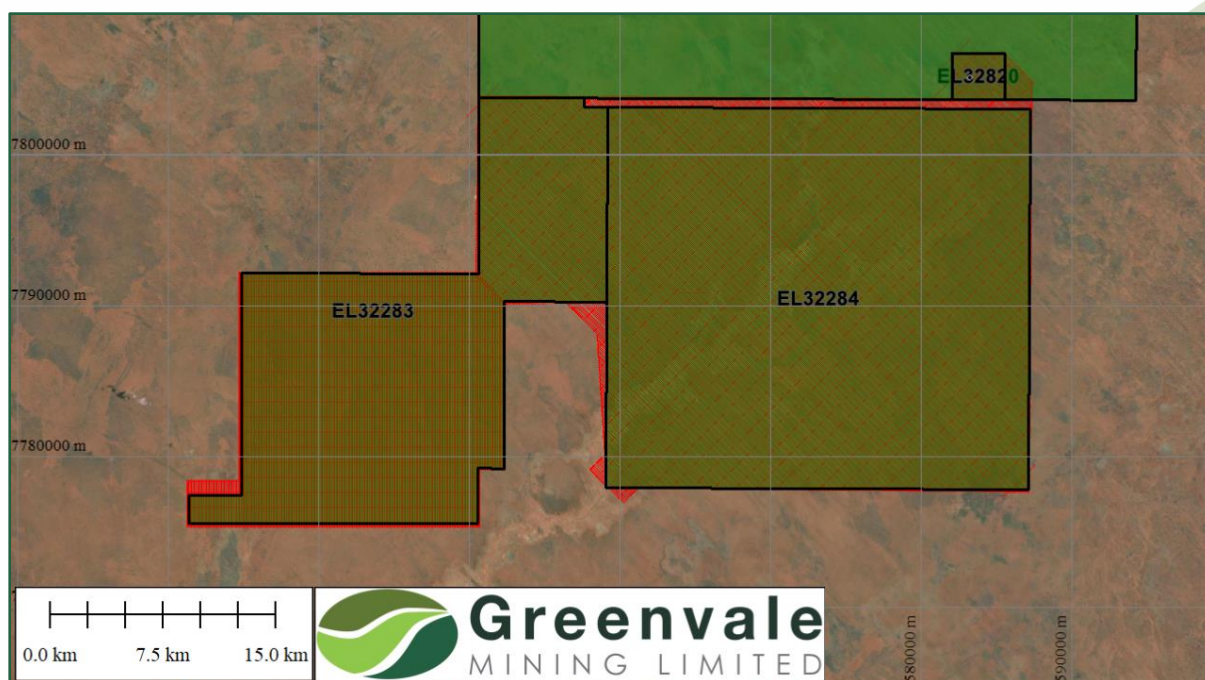 EL32820
7800000 m
7790000 m
EL32284
EL32283
7780000 m
0.0 km 7.5 km 15.0 km
Greenvale
MINING LIMITED
580000 m
590000 m